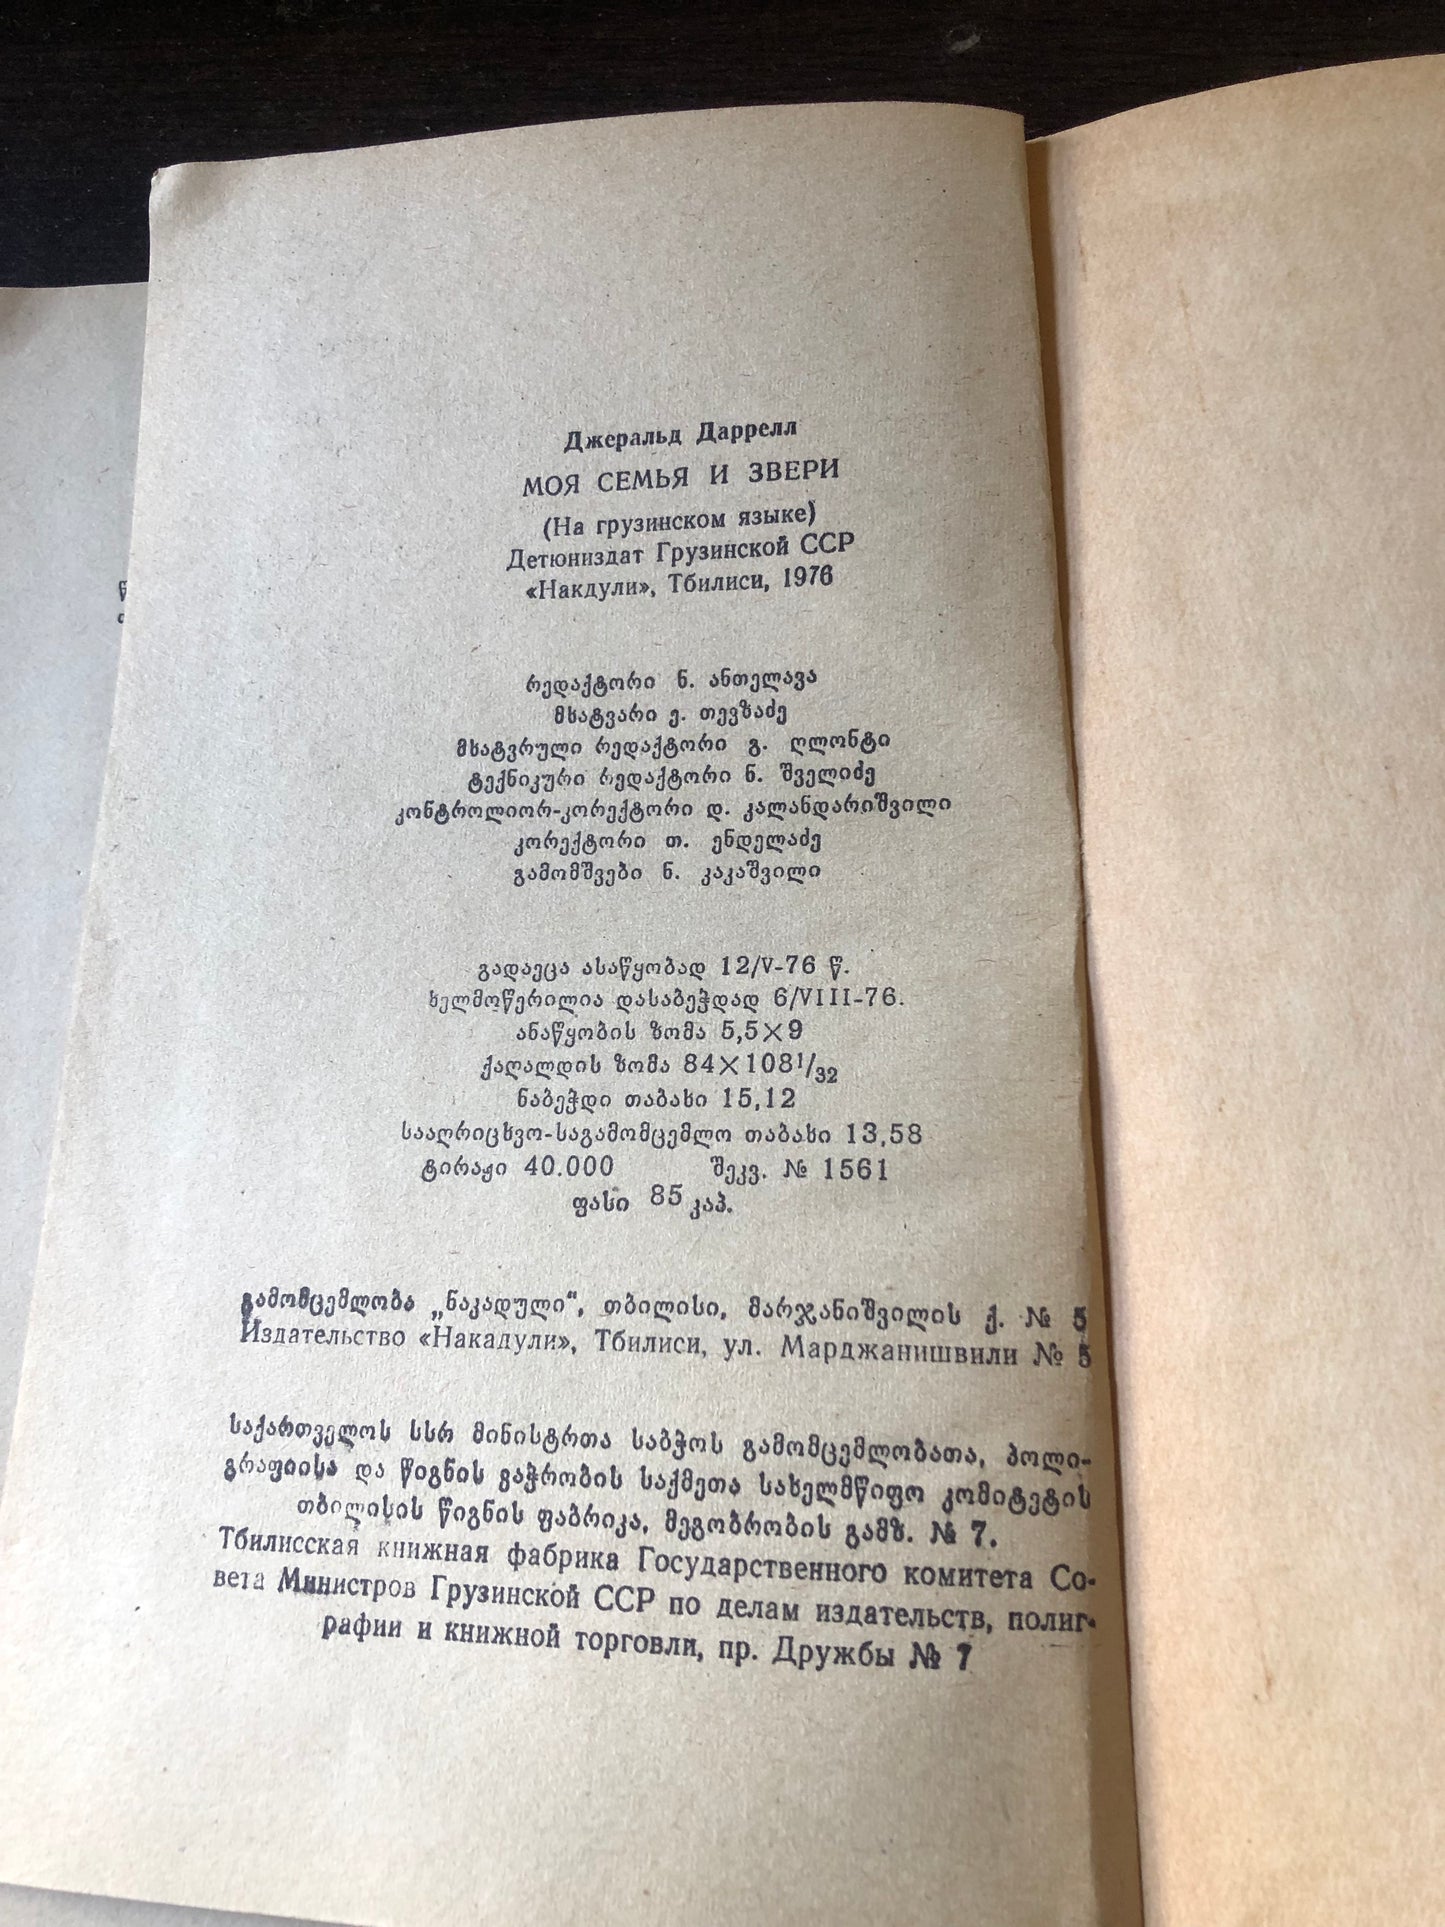 Джеральд Даррелл
МОЯ СЕМЬЯ И ЗВЕРИ
(На грузинском языке)
Детюниздат Грузинской ССР
«Накдули», Тбилиси, 1976
რედაქტორი ნ. ანთელავა
მხატვარი ე. თევზაძე
მხატვრული რედაქტორი გ. ღლონტი
ტექნიკური რედაქტორი ნ. შველიძე
კონტროლიორ-კორექტორი დ. კალანდარიშვილი
კორექტორი თ. ენდელაძე
გამომშვები ნ. კაკაშვილი
გადაეცა ასაწყობად 12/V-76 წ.
ხელმოწერილია დასაბეჭდად 6/VIII-76.
ანაწყობის ზომა 5,5×9
ქაღალდის ზომა 84×108¹/₃₂
ნაბეჭდი თაბახი 15,12
სააღრიცხვო-საგამომცემლო თაბახი 13,58
ტირაჟი 40.000 შეკვ. № 1561
ფასი 85 კაპ.
გამომცემლობა „ნაკადული“, თბილისი, მარჯანიშვილის ქ. № 5
Издательство «Накадули», Тбилиси, ул. Марджанишвили № 5
საქართველოს სსრ მინისტრთა საბჭოს გამომცემლობათა, პოლი-
გრაფიისა და წიგნის ვაჭრობის საქმეთა სახელმწიფო კომიტეტის
თბილისის წიგნის ფაბრიკა, მეგობრობის გამზ. № 7.
Тбилисская книжная фабрика Государственного комитета Со-
вета Министров Грузинской ССР по делам издательств, полиг-
рафии и книжной торговли, пр. Дружбы № 7